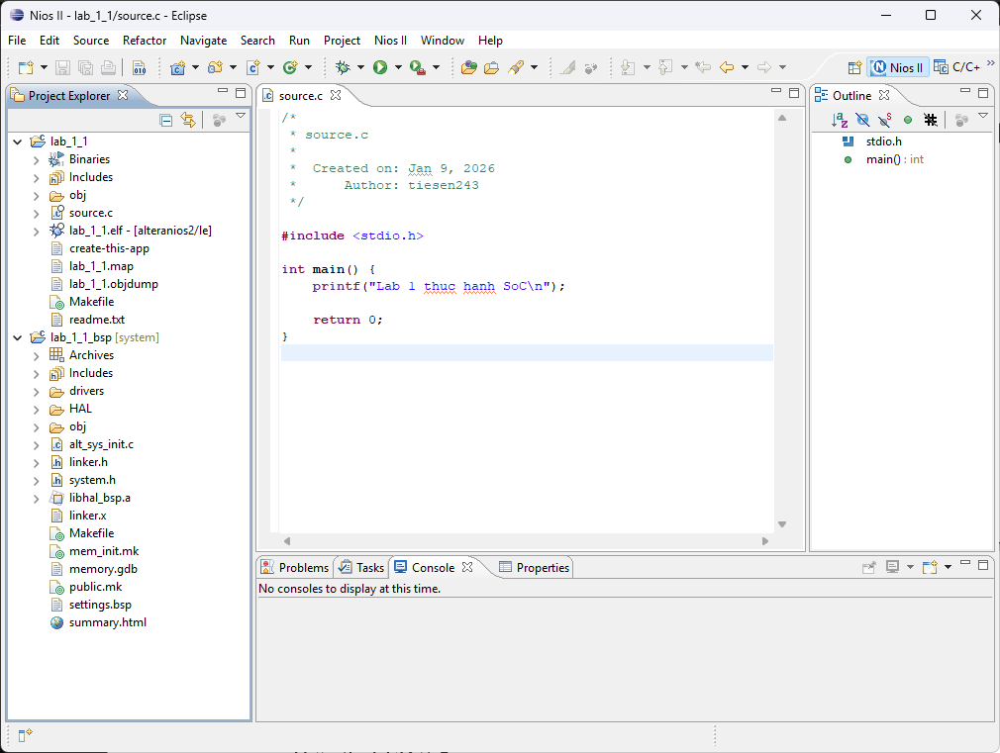 Nios II - lab_1_1/source.c - Eclipse
File Edit Source Refactor Navigate Search Run Project Nios II Window Help
010
Nios II
C/C+
Project Explorer
lab_1_1
Binaries
Includes
obj
source.c
lab_1_1.elf - [alteranios2/le]
create-this-app
lab_1_1.map
lab_1_1.objdump
Makefile
readme.txt
lab_1_1_bsp [system]
Archives
Includes
drivers
HAL
obj
alt_sys_init.c
linker.h
system.h
libhal_bsp.a
linker.x
Makefile
mem_init.mk
memory.gdb
public.mk
settings.bsp
summary.html
source.c
/*
* source.c
*
* Created on: Jan 9, 2026
* Author: tiesen243
*/
#include <stdio.h>
int main() {
printf("Lab 1 thuc hanh SoC\n");
return 0;
}
Outline
stdio.h
main() : int
Problems Tasks Console Properties
No consoles to display at this time.